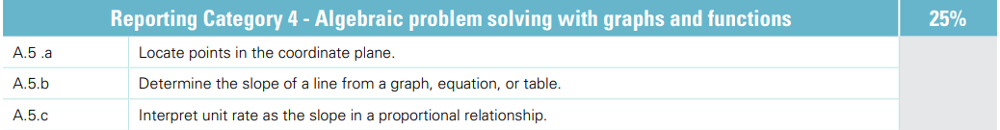 Reporting Category 4 - Algebraic problem solving with graphs and functions 25%
A.5 .a Locate points in the coordinate plane.
A.5.b Determine the slope of a line from a graph, equation, or table.
A.5.c Interpret unit rate as the slope in a proportional relationship.